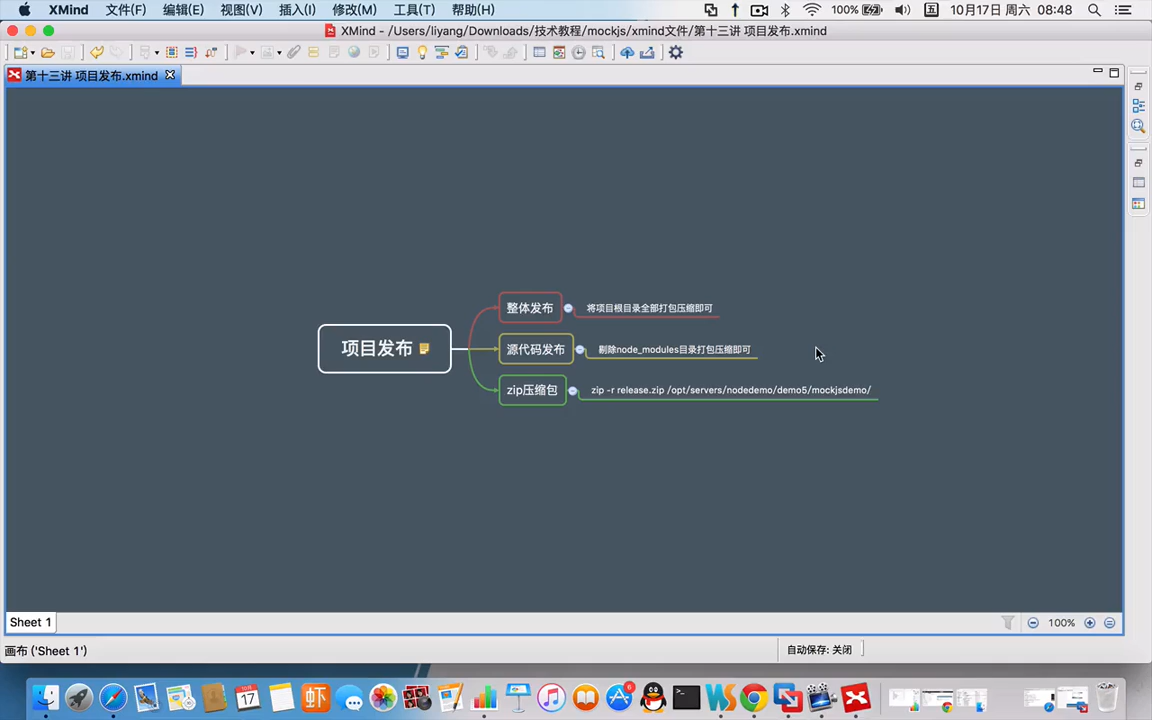 XMind 文件(F) 编辑(E) 视图(V) 插入(I) 修改(M) 工具(T) 帮助(H) 100% 五 10月17日 周六 08:48
XMind - /Users/liyang/Downloads/技术教程/mockjs/xmind文件/第十三讲 项目发布.xmind
第十三讲 项目发布.xmind
整体发布 将项目根目录全部打包压缩即可
项目发布 源代码发布 剔除node_modules目录打包压缩即可
zip压缩包 zip -r release.zip /opt/servers/nodedemo/demo5/mockjsdemo/
Sheet 1 100%
画布 ('Sheet 1') 自动保存: 关闭
17 虾